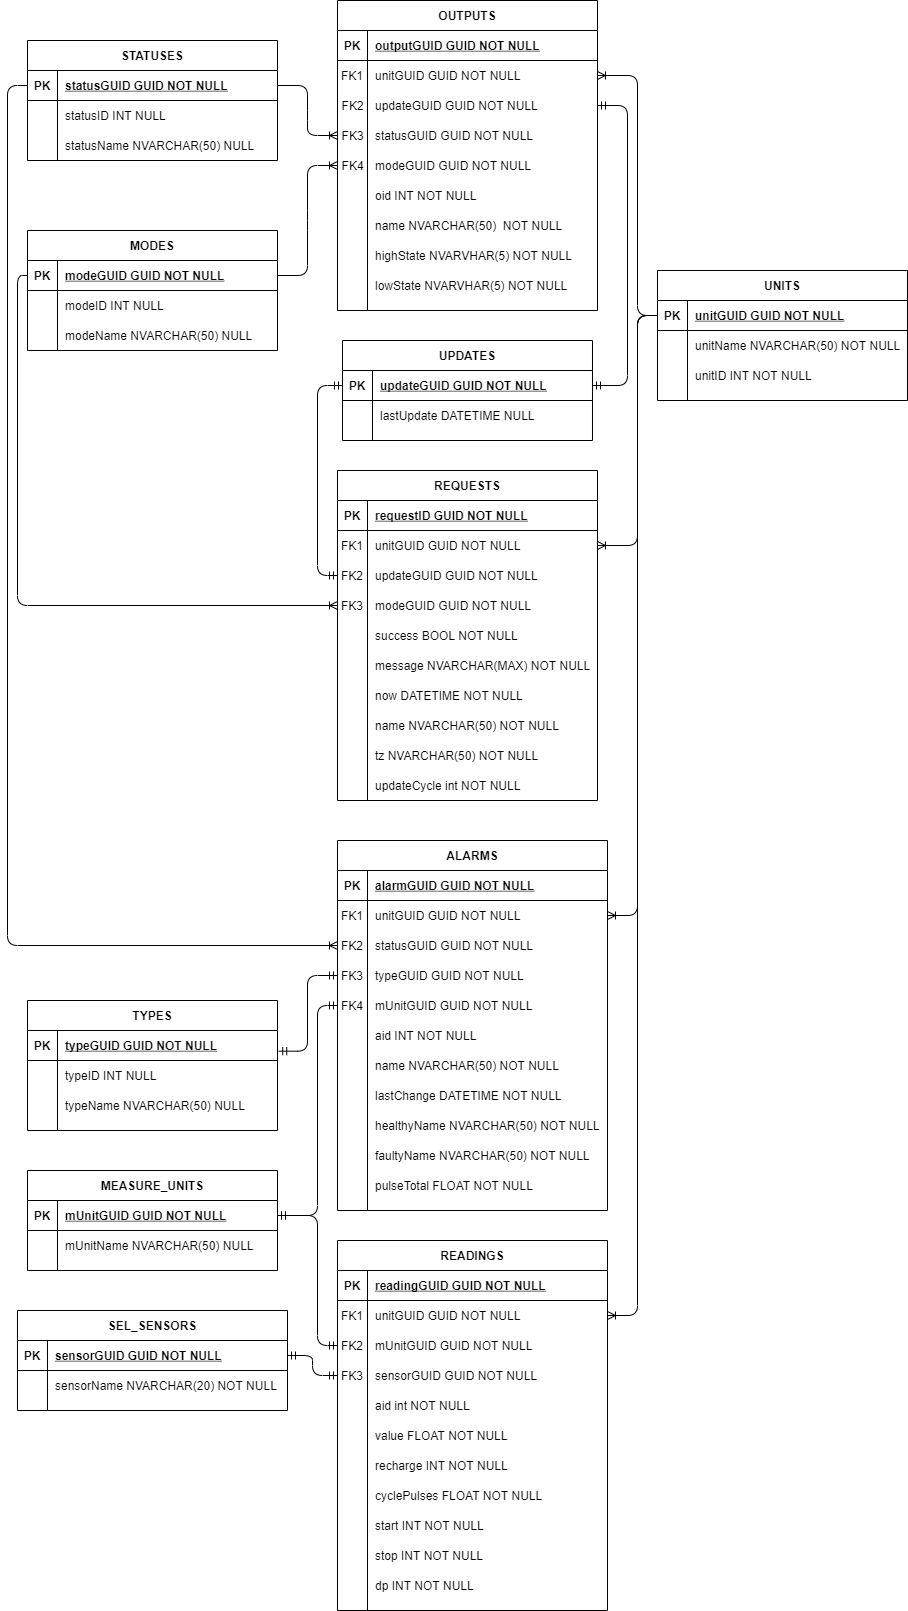 OUTPUTS
PK outputGUID GUID NOT NULL
FK1 unitGUID GUID NOT NULL
FK2 updateGUID GUID NOT NULL
FK3 statusGUID GUID NOT NULL
FK4 modeGUID GUID NOT NULL
oid INT NOT NULL
name NVARCHAR(50) NOT NULL
highState NVARVHAR(5) NOT NULL
lowState NVARVHAR(5) NOT NULL
STATUSES
PK statusGUID GUID NOT NULL
statusID INT NULL
statusName NVARCHAR(50) NULL
MODES
PK modeGUID GUID NOT NULL
modeID INT NULL
modeName NVARCHAR(50) NULL
UNITS
PK unitGUID GUID NOT NULL
unitName NVARCHAR(50) NOT NULL
unitID INT NOT NULL
UPDATES
PK updateGUID GUID NOT NULL
lastUpdate DATETIME NULL
REQUESTS
PK requestID GUID NOT NULL
FK1 unitGUID GUID NOT NULL
FK2 updateGUID GUID NOT NULL
FK3 modeGUID GUID NOT NULL
success BOOL NOT NULL
message NVARCHAR(MAX) NOT NULL
now DATETIME NOT NULL
name NVARCHAR(50) NOT NULL
tz NVARCHAR(50) NOT NULL
updateCycle int NOT NULL
ALARMS
PK alarmGUID GUID NOT NULL
FK1 unitGUID GUID NOT NULL
FK2 statusGUID GUID NOT NULL
FK3 typeGUID GUID NOT NULL
FK4 mUnitGUID GUID NOT NULL
aid INT NOT NULL
name NVARCHAR(50) NOT NULL
lastChange DATETIME NOT NULL
healthyName NVARCHAR(50) NOT NULL
faultyName NVARCHAR(50) NOT NULL
pulseTotal FLOAT NOT NULL
TYPES
PK typeGUID GUID NOT NULL
typeID INT NULL
typeName NVARCHAR(50) NULL
MEASURE_UNITS
PK mUnitGUID GUID NOT NULL
mUnitName NVARCHAR(50) NULL
SEL_SENSORS
PK sensorGUID GUID NOT NULL
sensorName NVARCHAR(20) NOT NULL
READINGS
PK readingGUID GUID NOT NULL
FK1 unitGUID GUID NOT NULL
FK2 mUnitGUID GUID NOT NULL
FK3 sensorGUID GUID NOT NULL
aid int NOT NULL
value FLOAT NOT NULL
recharge INT NOT NULL
cyclePulses FLOAT NOT NULL
start INT NOT NULL
stop INT NOT NULL
dp INT NOT NULL